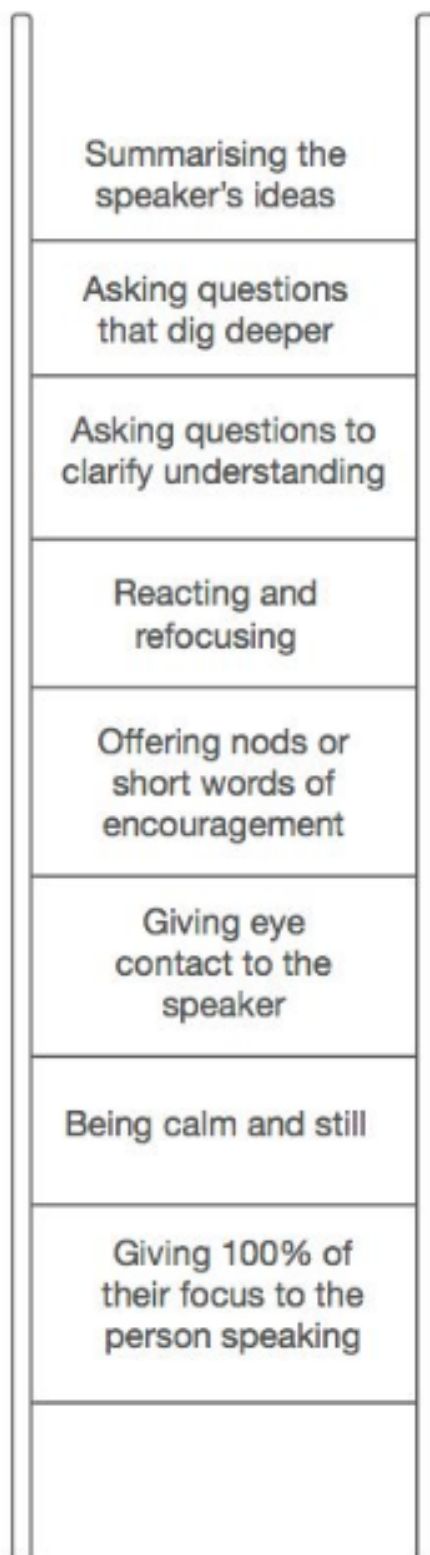 Summarising the
speaker's ideas
Asking questions
that dig deeper
Asking questions to
clarify understanding
Reacting and
refocusing
Offering nods or
short words of
encouragement
Giving eye
contact to the
speaker
Being calm and still
Giving 100% of
their focus to the
person speaking